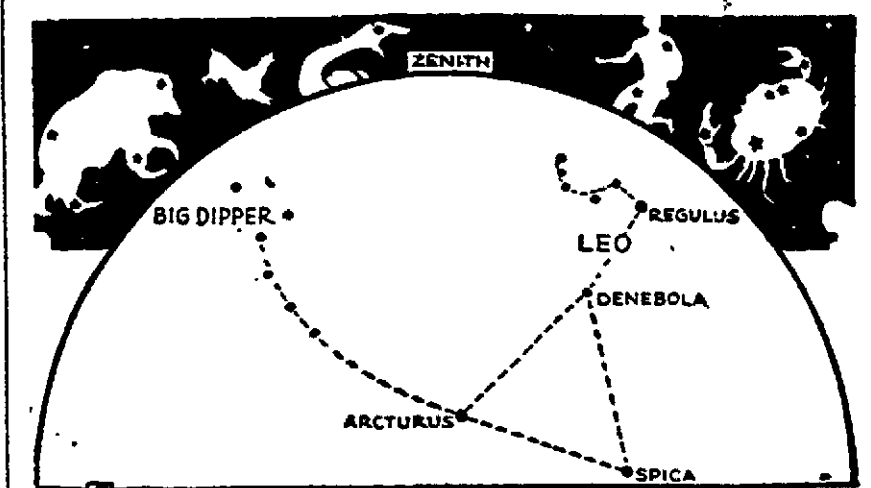 ZENITH
BIG DIPPER
REGULUS
LEO
DENEBOLA
ARCTURUS
SPICA